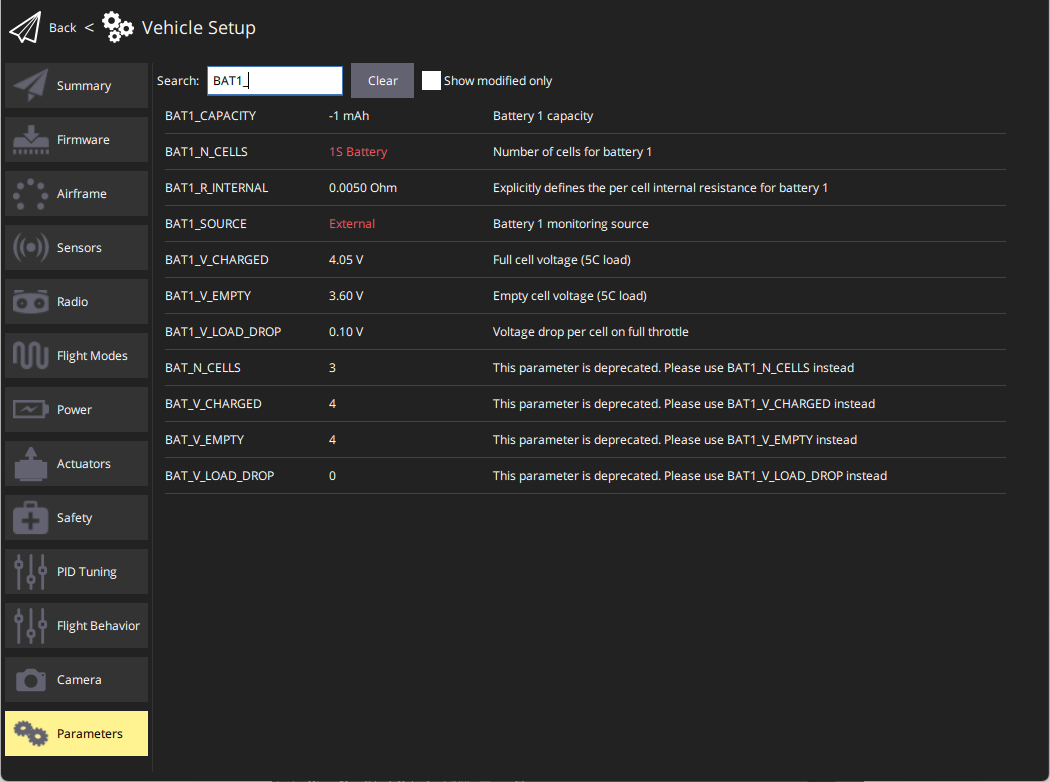 Back < Vehicle Setup
Search: BAT1_ Clear Show modified only
Summary
Firmware
Airframe
Sensors
Radio
Flight Modes
Power
Actuators
Safety
PID Tuning
Flight Behavior
Camera
Parameters
BAT1_CAPACITY -1 mAh Battery 1 capacity
BAT1_N_CELLS 1S Battery Number of cells for battery 1
BAT1_R_INTERNAL 0.0050 Ohm Explicitly defines the per cell internal resistance for battery 1
BAT1_SOURCE External Battery 1 monitoring source
BAT1_V_CHARGED 4.05 V Full cell voltage (5C load)
BAT1_V_EMPTY 3.60 V Empty cell voltage (5C load)
BAT1_V_LOAD_DROP 0.10 V Voltage drop per cell on full throttle
BAT_N_CELLS 3 This parameter is deprecated. Please use BAT1_N_CELLS instead
BAT_V_CHARGED 4 This parameter is deprecated. Please use BAT1_V_CHARGED instead
BAT_V_EMPTY 4 This parameter is deprecated. Please use BAT1_V_EMPTY instead
BAT_V_LOAD_DROP 0 This parameter is deprecated. Please use BAT1_V_LOAD_DROP instead